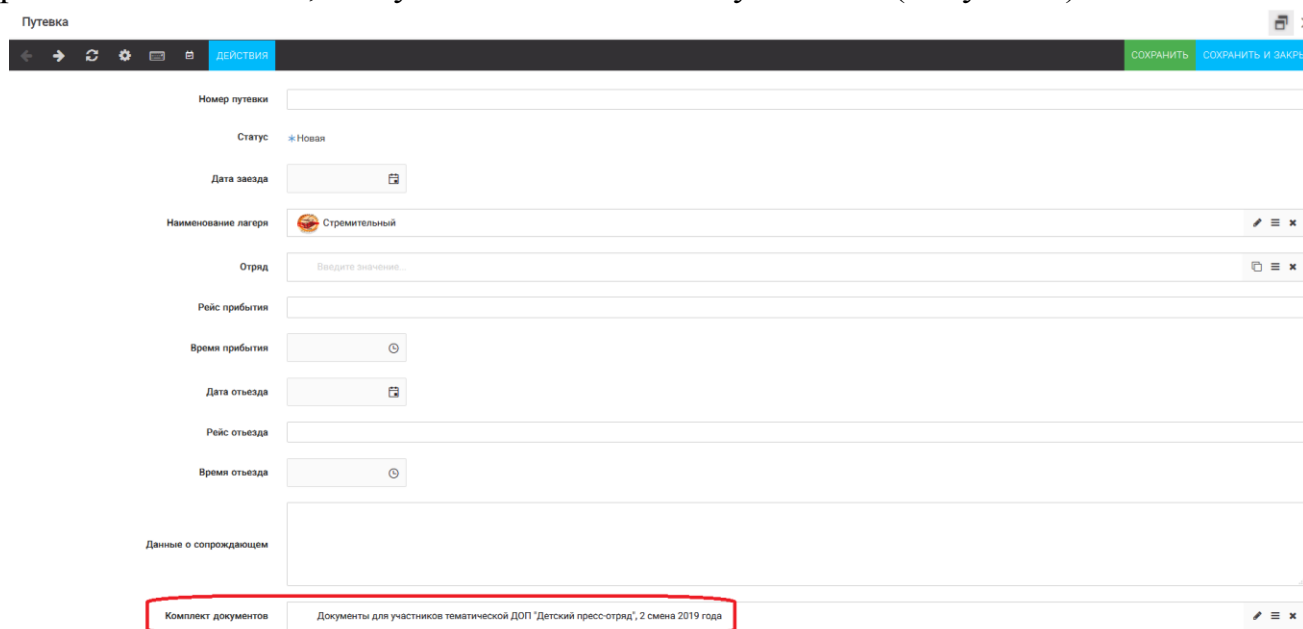 Путевка
ДЕЙСТВИЯ СОХРАНИТЬ СОХРАНИТЬ И ЗАКРЕ
Номер путевки
Статус Новая
Дата заезда
Наименование лагеря Стремительный
Отряд Введите значение...
Рейс прибытия
Время прибытия
Дата отъезда
Рейс отъезда
Время отъезда
Данные о сопрождающем
Комплект документов Документы для участников тематической ДОП "Детский пресс-отряд", 2 смена 2019 года